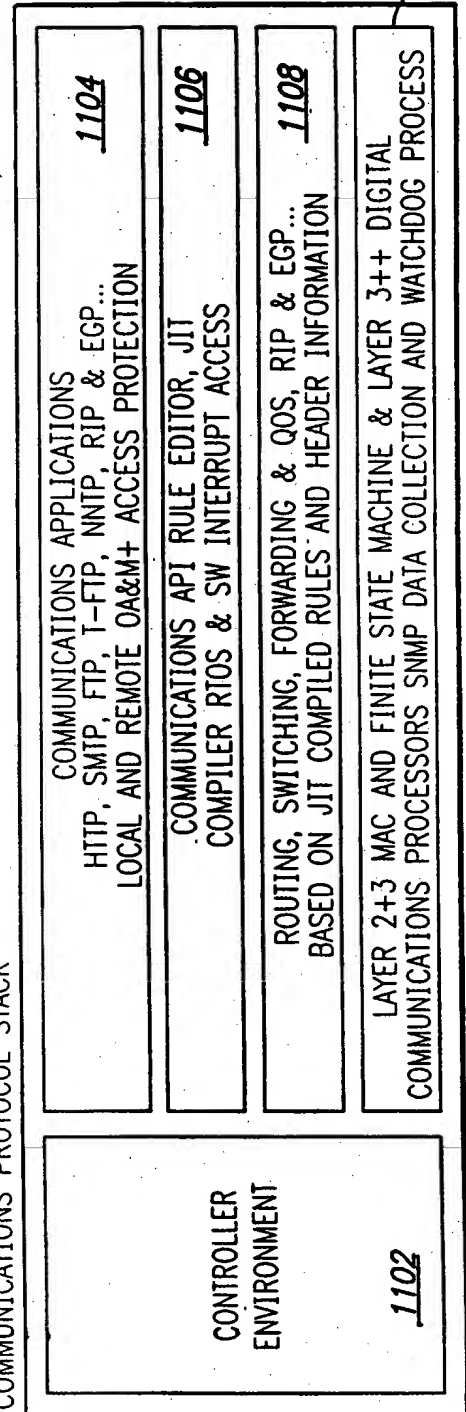 COMMUNICATIONS PROTOCOL STACK
CONTROLLER
ENVIRONMENT
1102
COMMUNICATIONS APPLICATIONS
HTTP, SMTP, FTP, T-FTP, NNTP, RIP & EGP...
LOCAL AND REMOTE OA&M+ ACCESS PROTECTION
1104
COMMUNICATIONS API RULE EDITOR, JIT
COMPILER RTOS & SW INTERRUPT ACCESS
1106
ROUTING, SWITCHING, FORWARDING & QOS, RIP & EGP...
BASED ON JIT COMPILED RULES AND HEADER INFORMATION
1108
LAYER 2+3 MAC AND FINITE STATE MACHINE & LAYER 3++ DIGITAL
COMMUNICATIONS PROCESSORS SNMP DATA COLLECTION AND WATCHDOG PROCESS